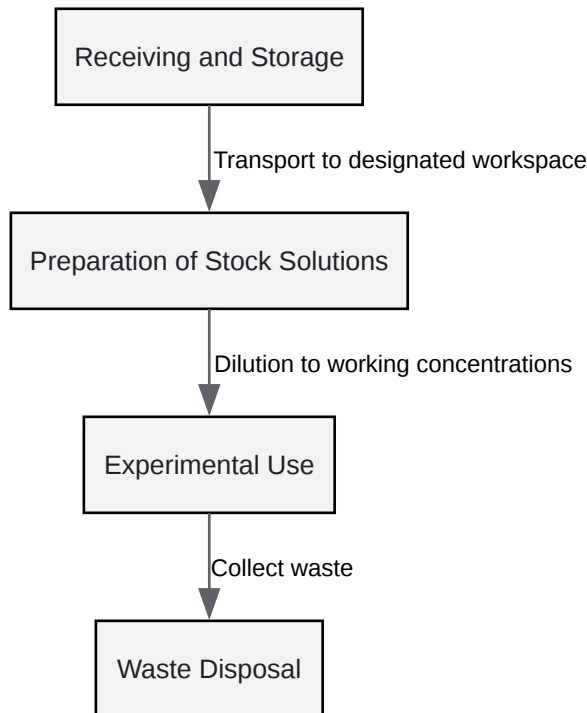 Receiving and Storage
Transport to designated workspace
Preparation of Stock Solutions
Dilution to working concentrations
Experimental Use
Collect waste
Waste Disposal